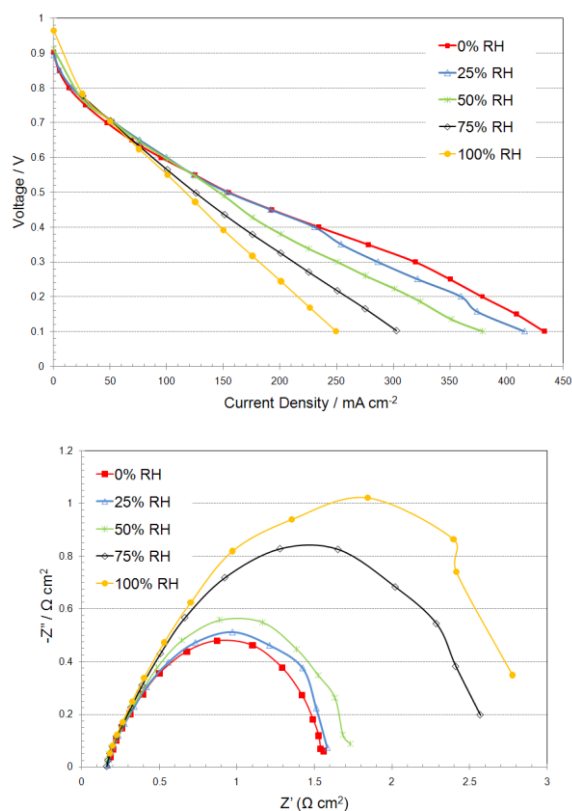 1
0.9
0.8
0.7
0.6
0.5
0.4
0.3
0.2
0.1
0
Voltage / V
0% RH
25% RH
50% RH
75% RH
100% RH
0 50 100 150 200 250 300 350 400 450
Current Density / mA cm-2
1.2
1
0.8
0.6
0.4
0.2
0
-Z'' / Ω cm2
0% RH
25% RH
50% RH
75% RH
100% RH
0 0.5 1 1.5 2 2.5 3
Z' (Ω cm2)